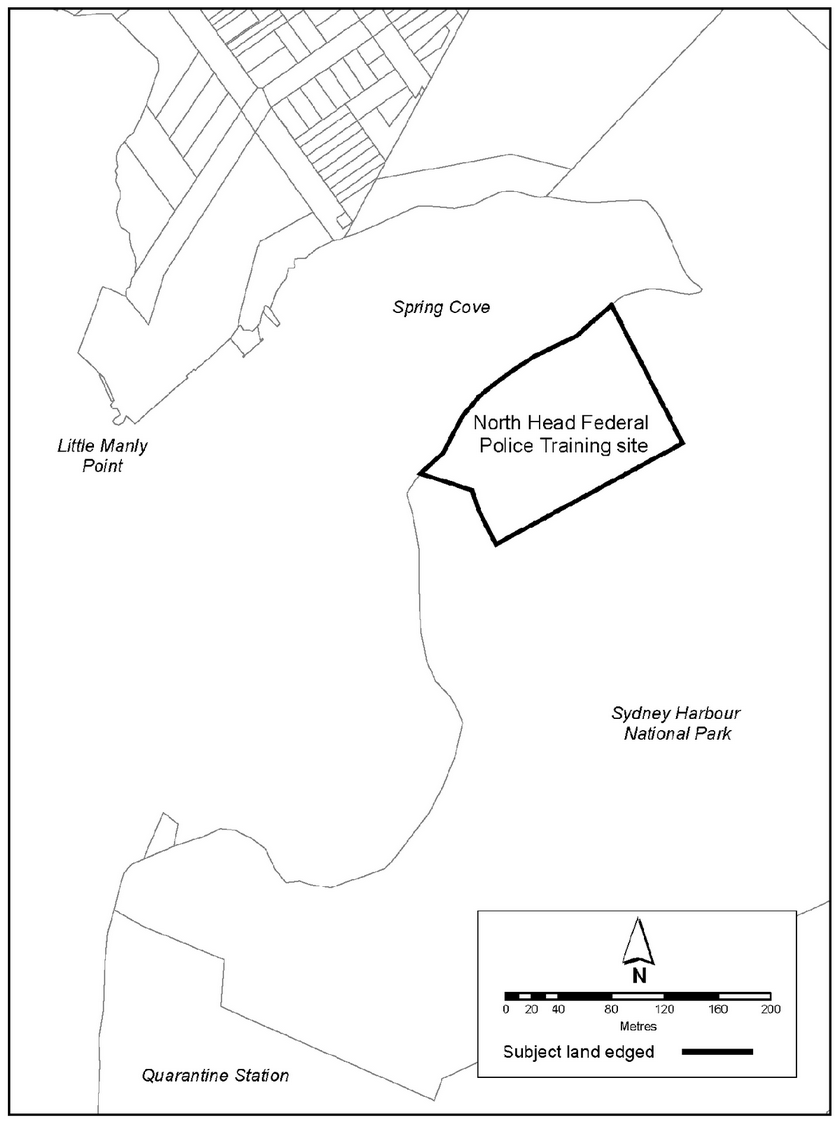 Spring Cove
North Head Federal
Police Training site
Little Manly
Point
Sydney Harbour
National Park
Quarantine Station
N
0 20 40 80 120 160 200
Metres
Subject land edged